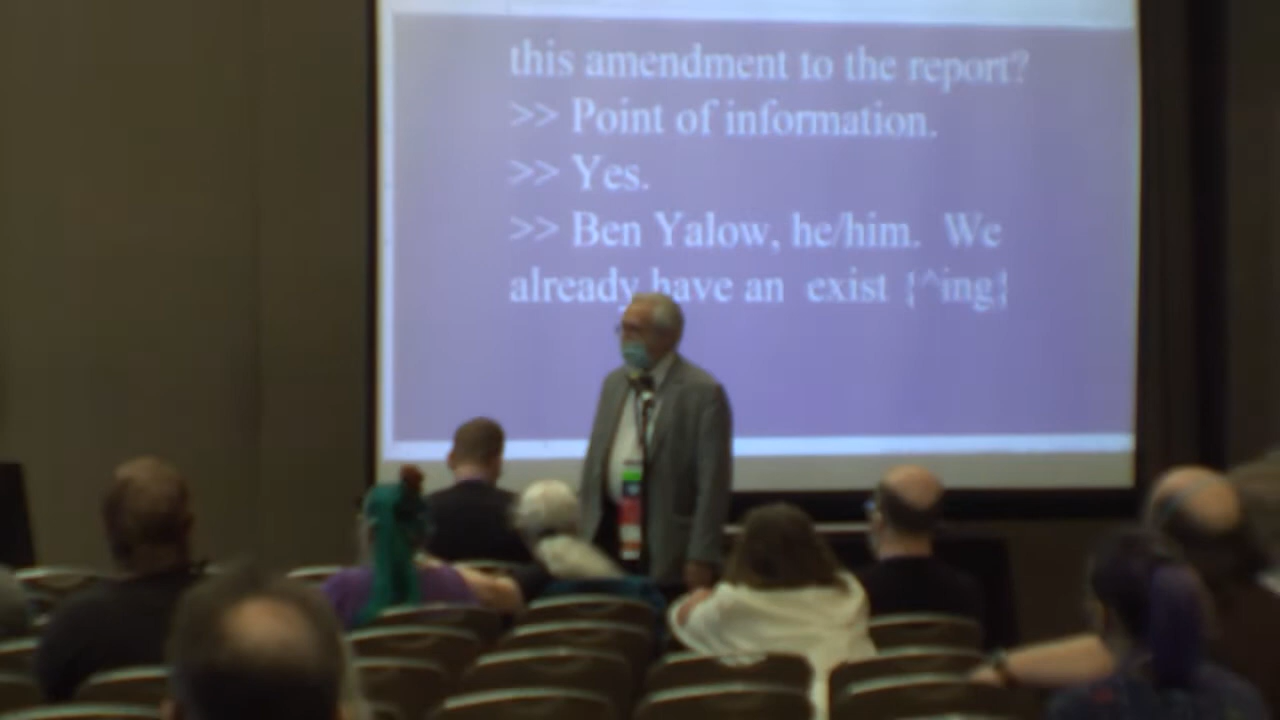 this amendment to the report?
>> Point of information.
>> Yes.
>> Ben Yalow, he/him.  We
already have an  exist {^ing}